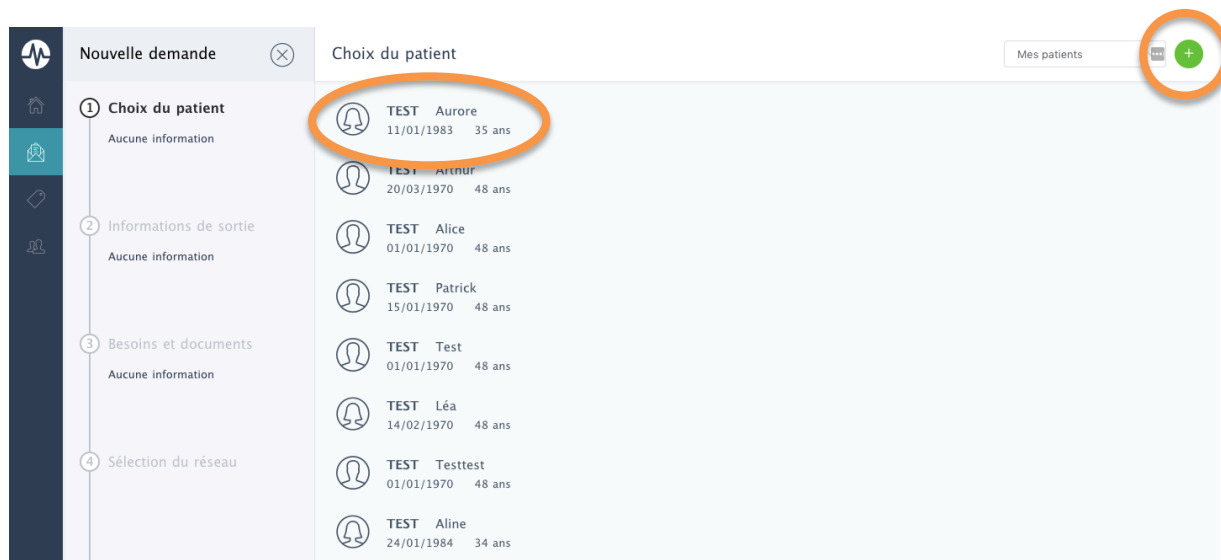 Nouvelle demande
Choix du patient
Mes patients
+
1 Choix du patient
Aucune information
2 Informations de sortie
Aucune information
3 Besoins et documents
Aucune information
4 Sélection du réseau
TEST Aurore
11/01/1983 35 ans
TEST Arthur
20/03/1970 48 ans
TEST Alice
01/01/1970 48 ans
TEST Patrick
15/01/1970 48 ans
TEST Test
01/01/1970 48 ans
TEST Léa
14/02/1970 48 ans
TEST Testtest
01/01/1970 48 ans
TEST Aline
24/01/1984 34 ans